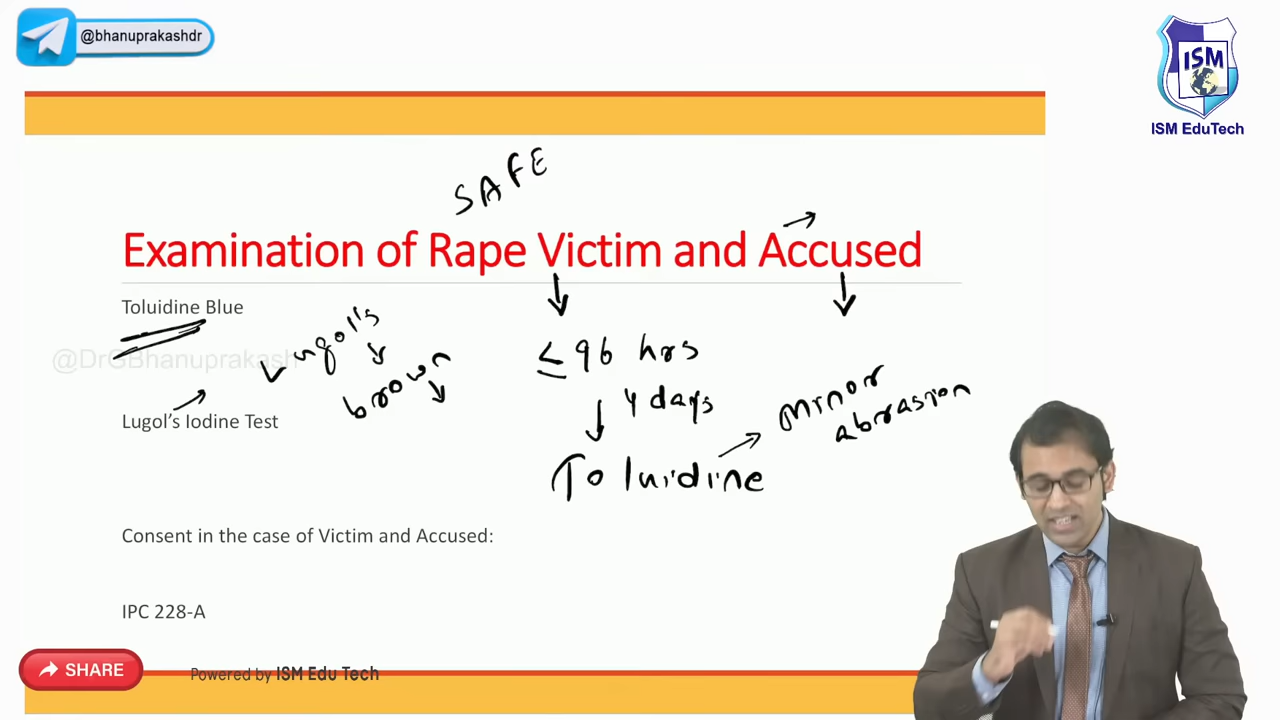 @bhanuprakashdr
ISM
ISM EduTech
SAFE
Examination of Rape Victim and Accused
Toluidine Blue
@DrGBhanuprakash
Lugol's
brown
≤96 hrs
4 days
Minor
abrasion
Lugol's Iodine Test
Toluidine
Consent in the case of Victim and Accused:
IPC 228-A
SHARE
Powered by ISM Edu Tech